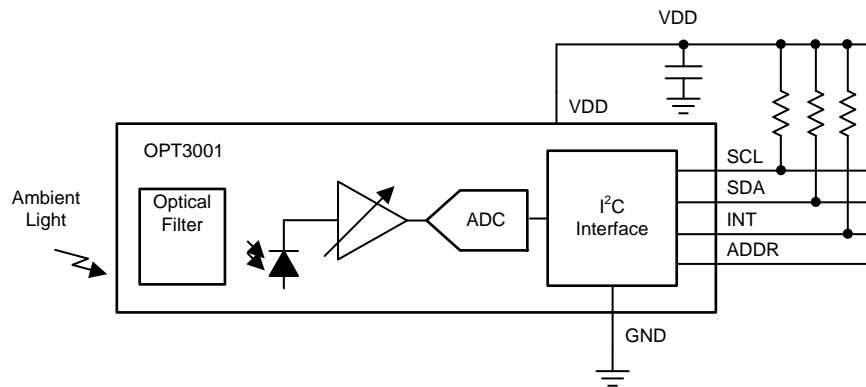 VDD
VDD
OPT3001
SCL
Ambient
Light
Optical
Filter
ADC
I²C
Interface
SDA
INT
ADDR
GND